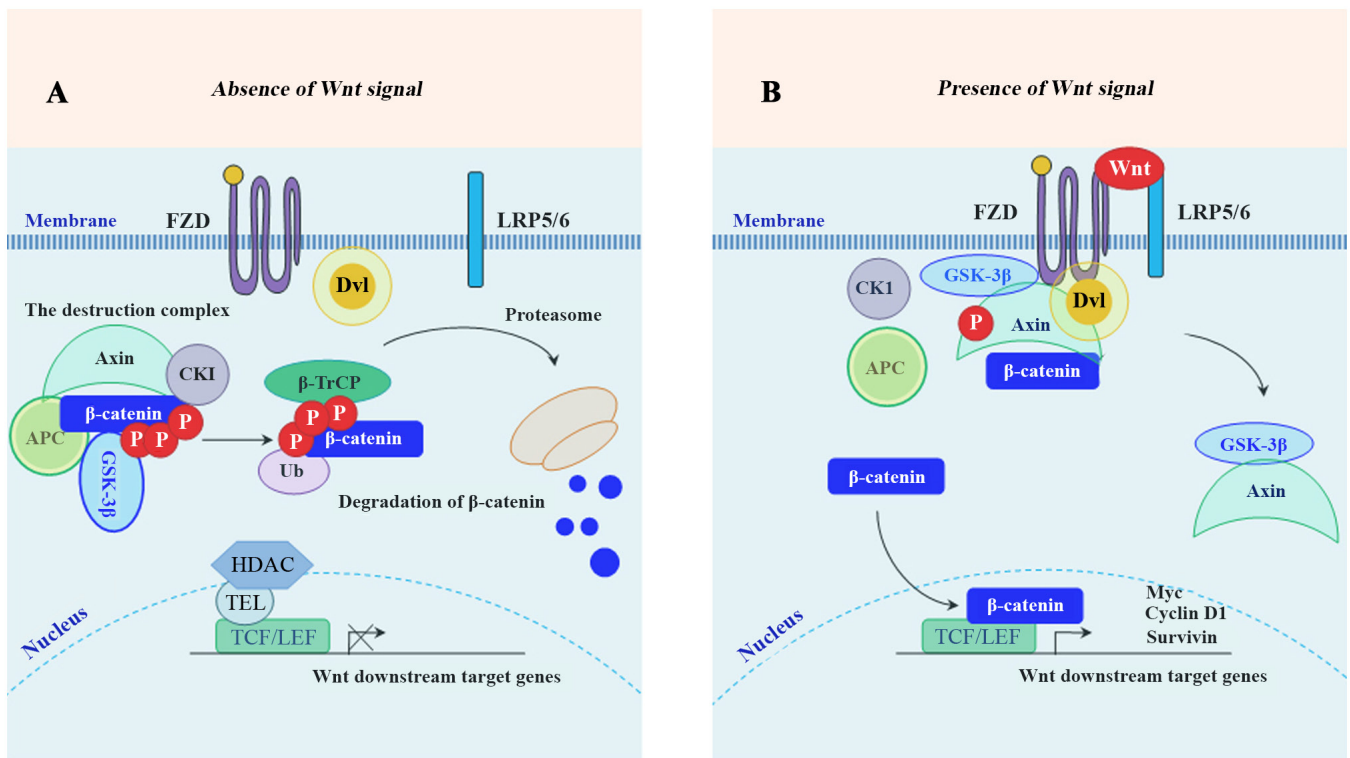 A
Absence of Wnt signal
Membrane
FZD
LRP5/6
Dvl
The destruction complex
Proteasome
Axin
CKI
β-TrCP
β-catenin
P
P
P
APC
GSK-3β
P
P
P
β-catenin
Ub
Degradation of β-catenin
HDAC
TEL
TCF/LEF
Nucleus
Wnt downstream target genes
B
Presence of Wnt signal
Wnt
Membrane
FZD
LRP5/6
CK1
GSK-3β
Dvl
P
Axin
APC
β-catenin
GSK-3β
Axin
β-catenin
β-catenin
TCF/LEF
Myc
Cyclin D1
Survivin
Nucleus
Wnt downstream target genes